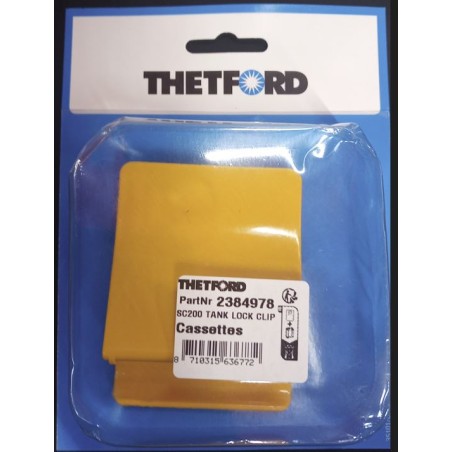 THETFORD
THETFORD
PartNr 2384978
SC200 TANK LOCK CLIP
Cassettes
8 710315 636772